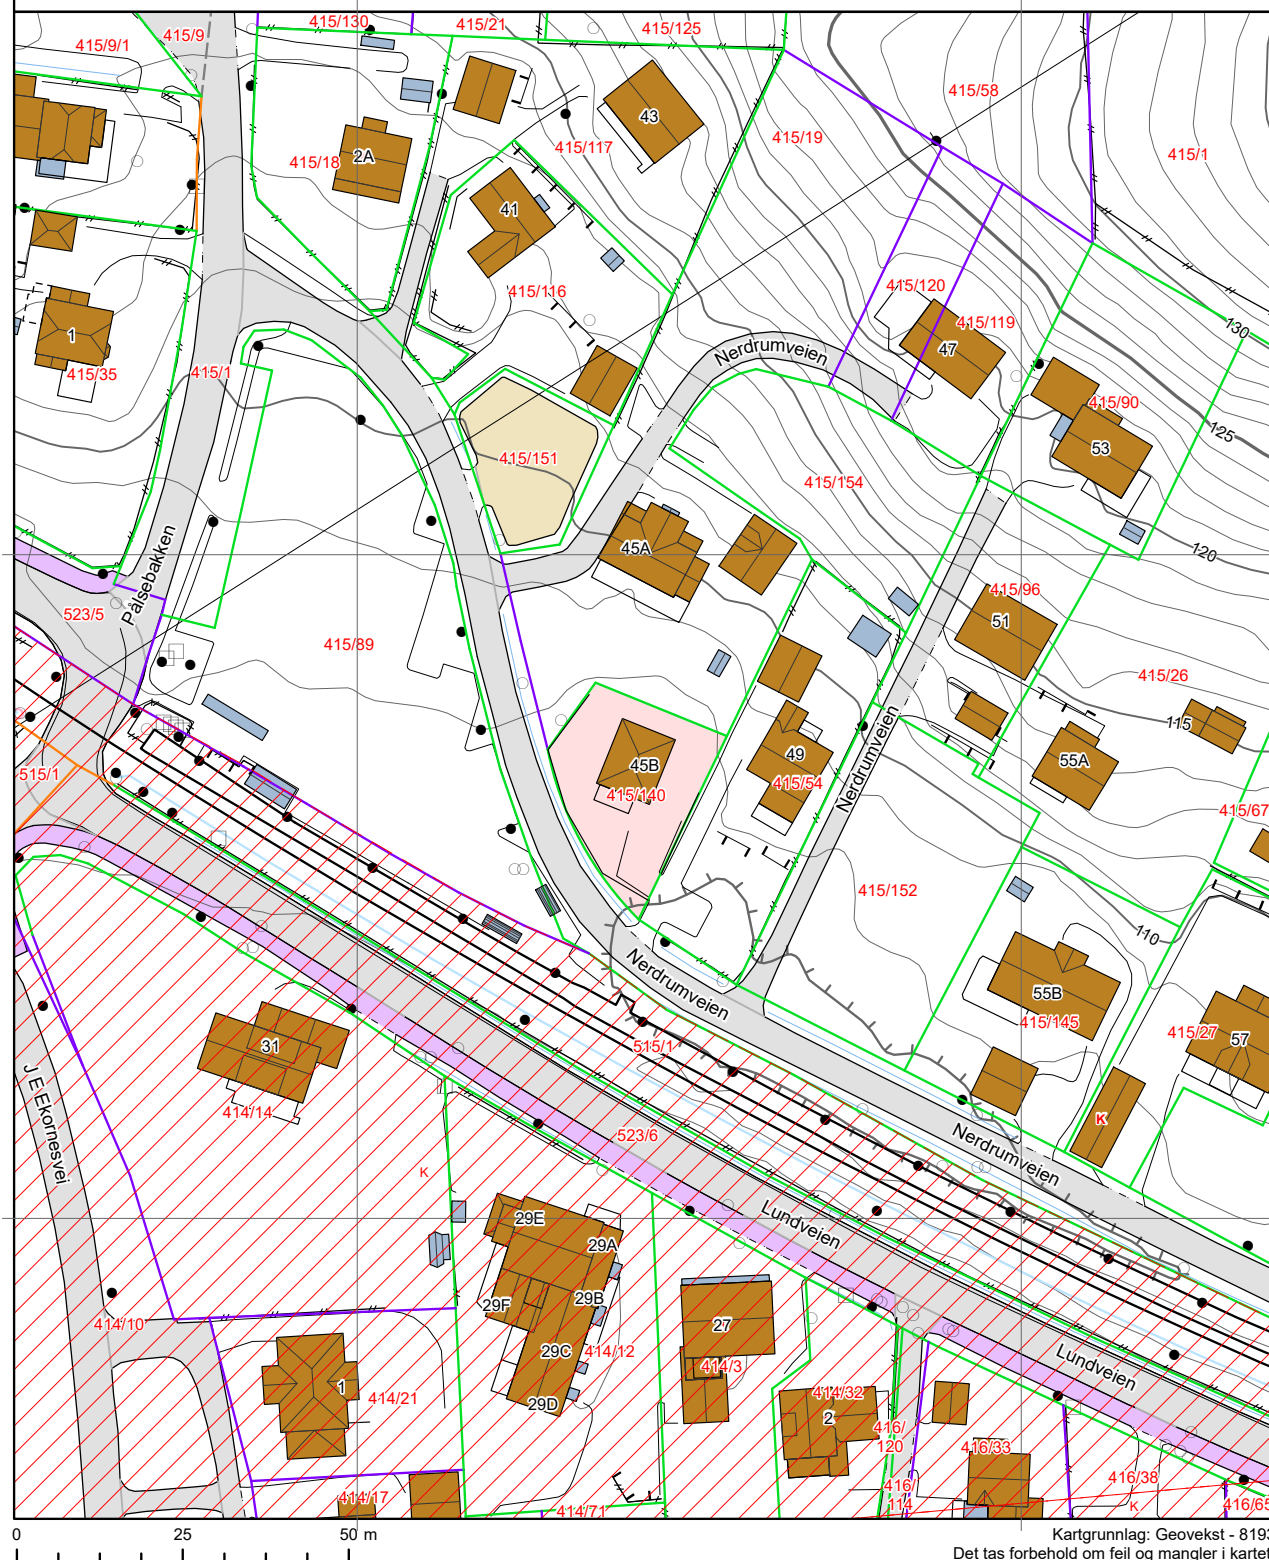 415/130
415/21
415/125
415/9
415/9/1
415/58
43
415/19
415/117
415/1
2A
415/18
41
415/120
415/116
415/119
130
1
47
Nerdrumveien
415/35
415/1
415/90
125
53
415/151
415/154
45A
120
Pålsebakken
415/96
523/5
51
415/89
415/26
115
49
55A
45B
Nerdrumveien
515/1
415/54
415/140
415/67
415/152
110
Nerdrumveien
55B
415/145
415/27
57
31
515/1
J E Ekornesvei
414/14
K
523/6
Nerdrumveien
K
29E
Lundveien
29A
29F
29B
414/10
27
29C
414/12
414/3
Lundveien
1
414/21
414/32
29D
2
416/
120
416/33
416/38
414/17
416/
114
414/71
K
416/65
0 25 50 m
Kartgrunnlag: Geovekst - 8193
Det tas forbehold om feil og mangler i kartet